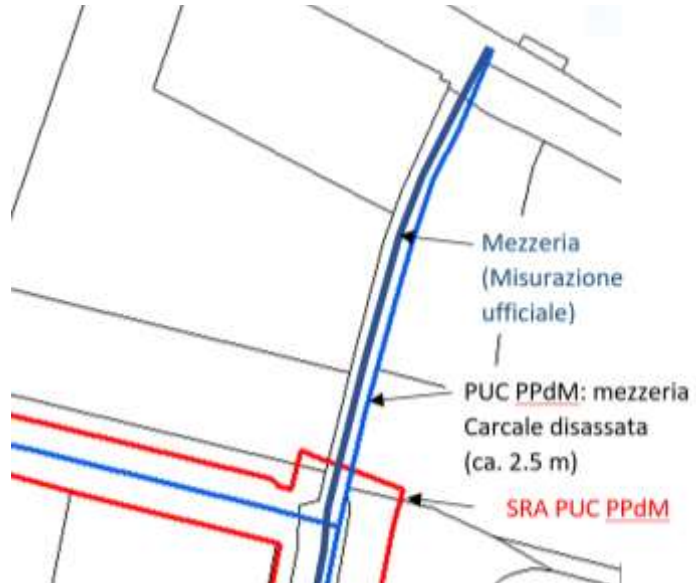 Mezzeria
(Misurazione
ufficiale)
PUC PPdM: mezzeria
Carcale disassata
(ca. 2.5 m)
SRA PUC PPdM